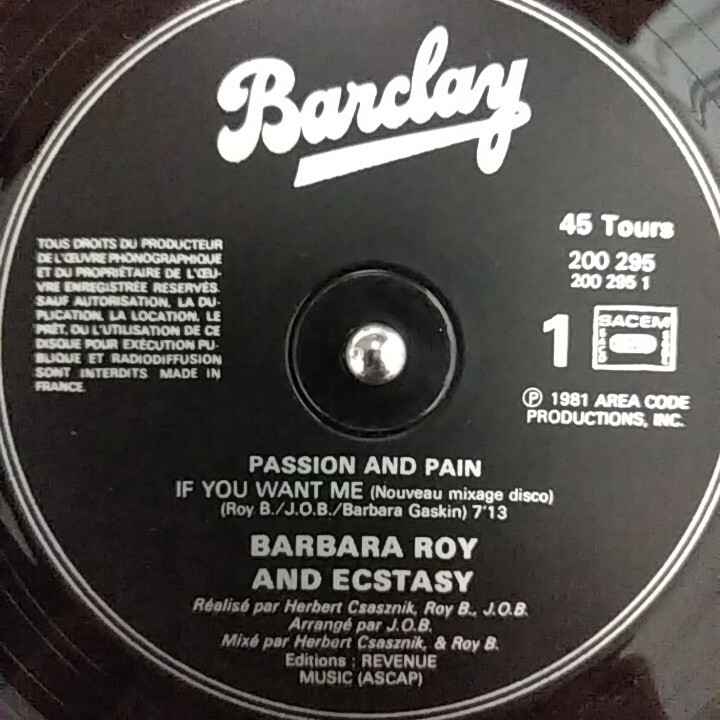 Barclay
45 Tours
200 295
200 295 1
1
SACEM
TOUS DROITS DU PRODUCTEUR
DE L'ŒUVRE PHONOGRAPHIQUE
ET DU PROPRIÉTAIRE DE L'ŒU-
VRE ENREGISTRÉE RESERVÉS.
SAUF AUTORISATION, LA DU-
PLICATION, LA LOCATION, LE
PRÊT, OU L'UTILISATION DE CE
DISQUE POUR EXÉCUTION PU-
BLIQUE ET RADIODIFFUSION
SONT INTERDITS MADE IN
FRANCE.
℗ 1981 AREA CODE
PRODUCTIONS, INC.
PASSION AND PAIN
IF YOU WANT ME (Nouveau mixage disco)
(Roy B./J.O.B./Barbara Gaskin) 7'13
BARBARA ROY
AND ECSTASY
Réalisé par Herbert Csasznik, Roy B., J.O.B.
Arrangé par J.O.B.
Mixé par Herbert Csasznik, & Roy B.
Editions : REVENUE
MUSIC (ASCAP)